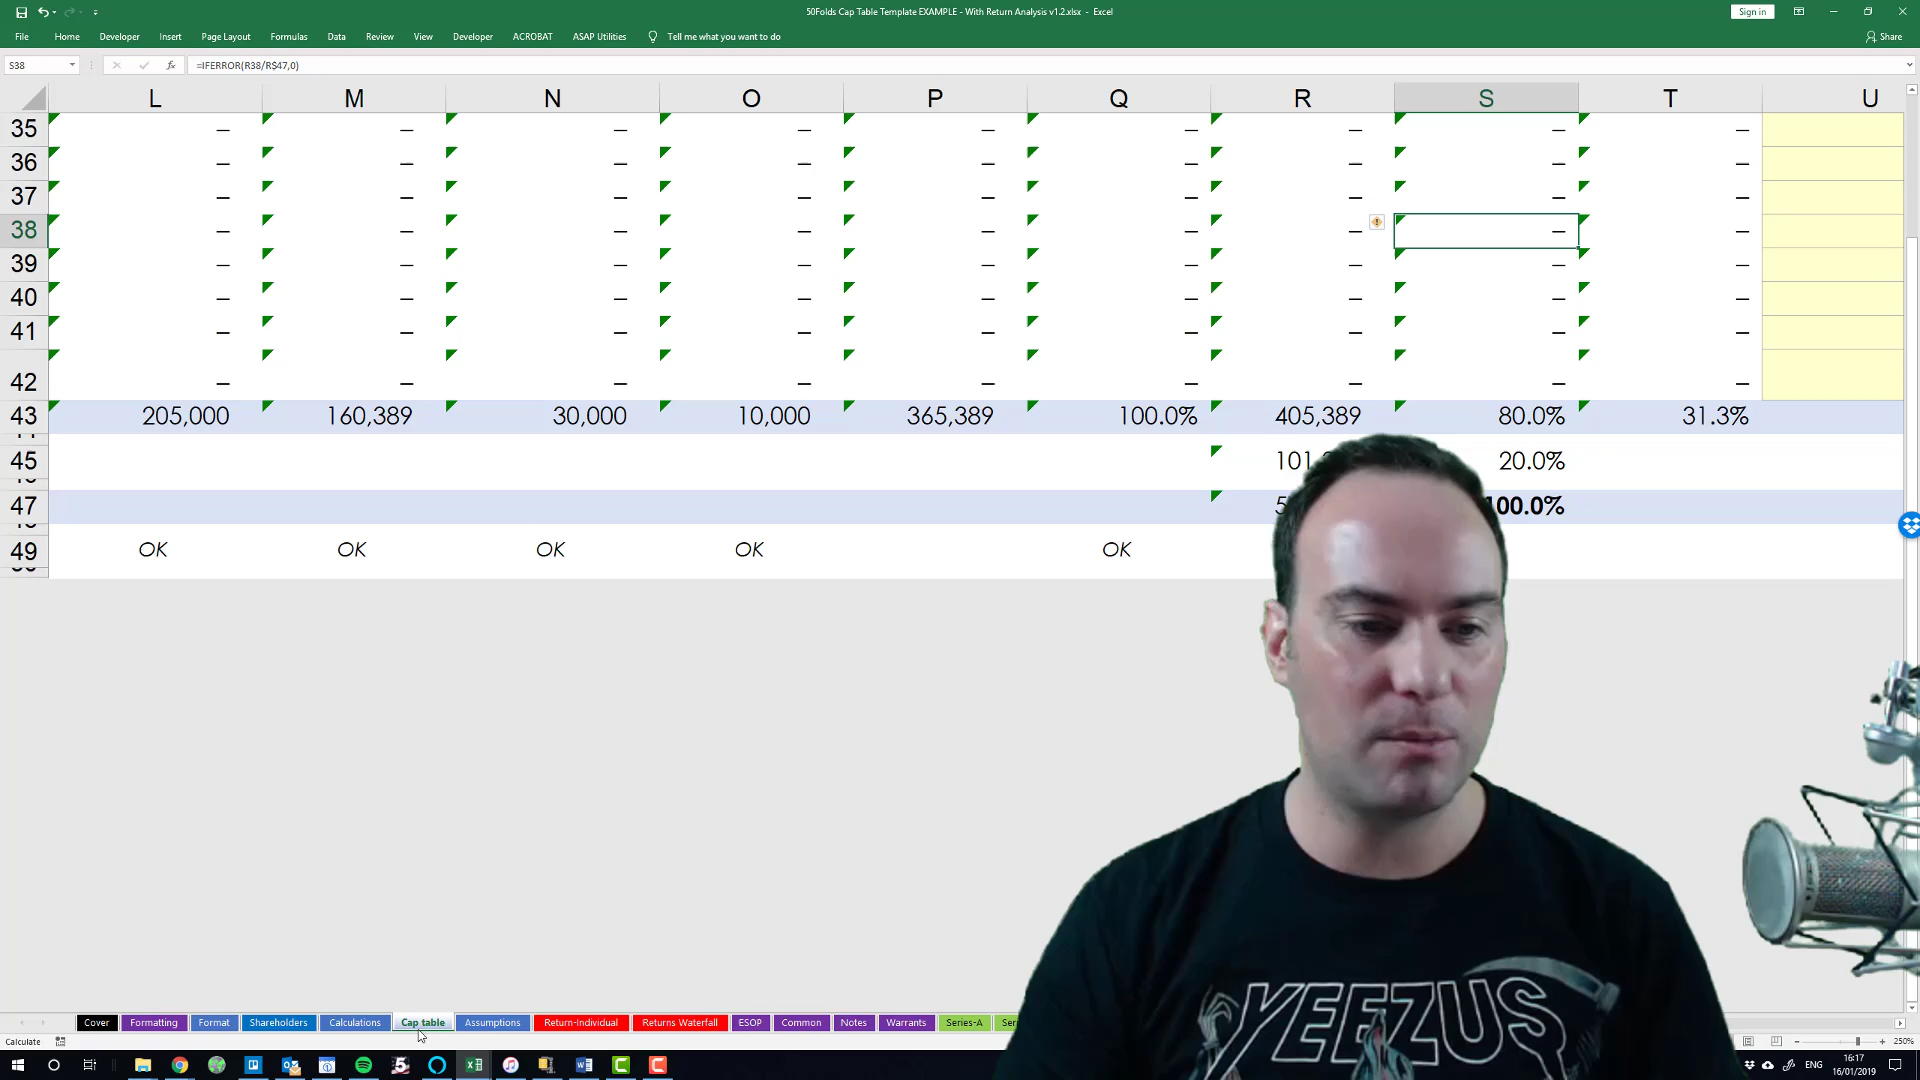 50Folds Cap Table Template EXAMPLE - With Return Analysis v1.2.xlsx - Excel
Sign in
File Home Developer Insert Page Layout Formulas Data Review View Developer ACROBAT ASAP Utilities Tell me what you want to do Share
S38 fx =IFERROR(R38/R$47,0)
L M N O P Q R S T U
35 – – – – – – – – –
36 – – – – – – – – –
37 – – – – – – – – –
38 – – – – – – – – –
39 – – – – – – – – –
40 – – – – – – – – –
41 – – – – – – – – –
42 – – – – – – – – –
43 205,000 160,389 30,000 10,000 365,389 100.0% 405,389 80.0% 31.3%
45 20.0%
47 00.0%
49 OK OK OK OK OK
Cover Formatting Format Shareholders Calculations Cap table Assumptions Return-Individual Returns Waterfall ESOP Common Notes Warrants Series-A
Calculate 250%
ENG 16:17
16/01/2019
YEEZUS